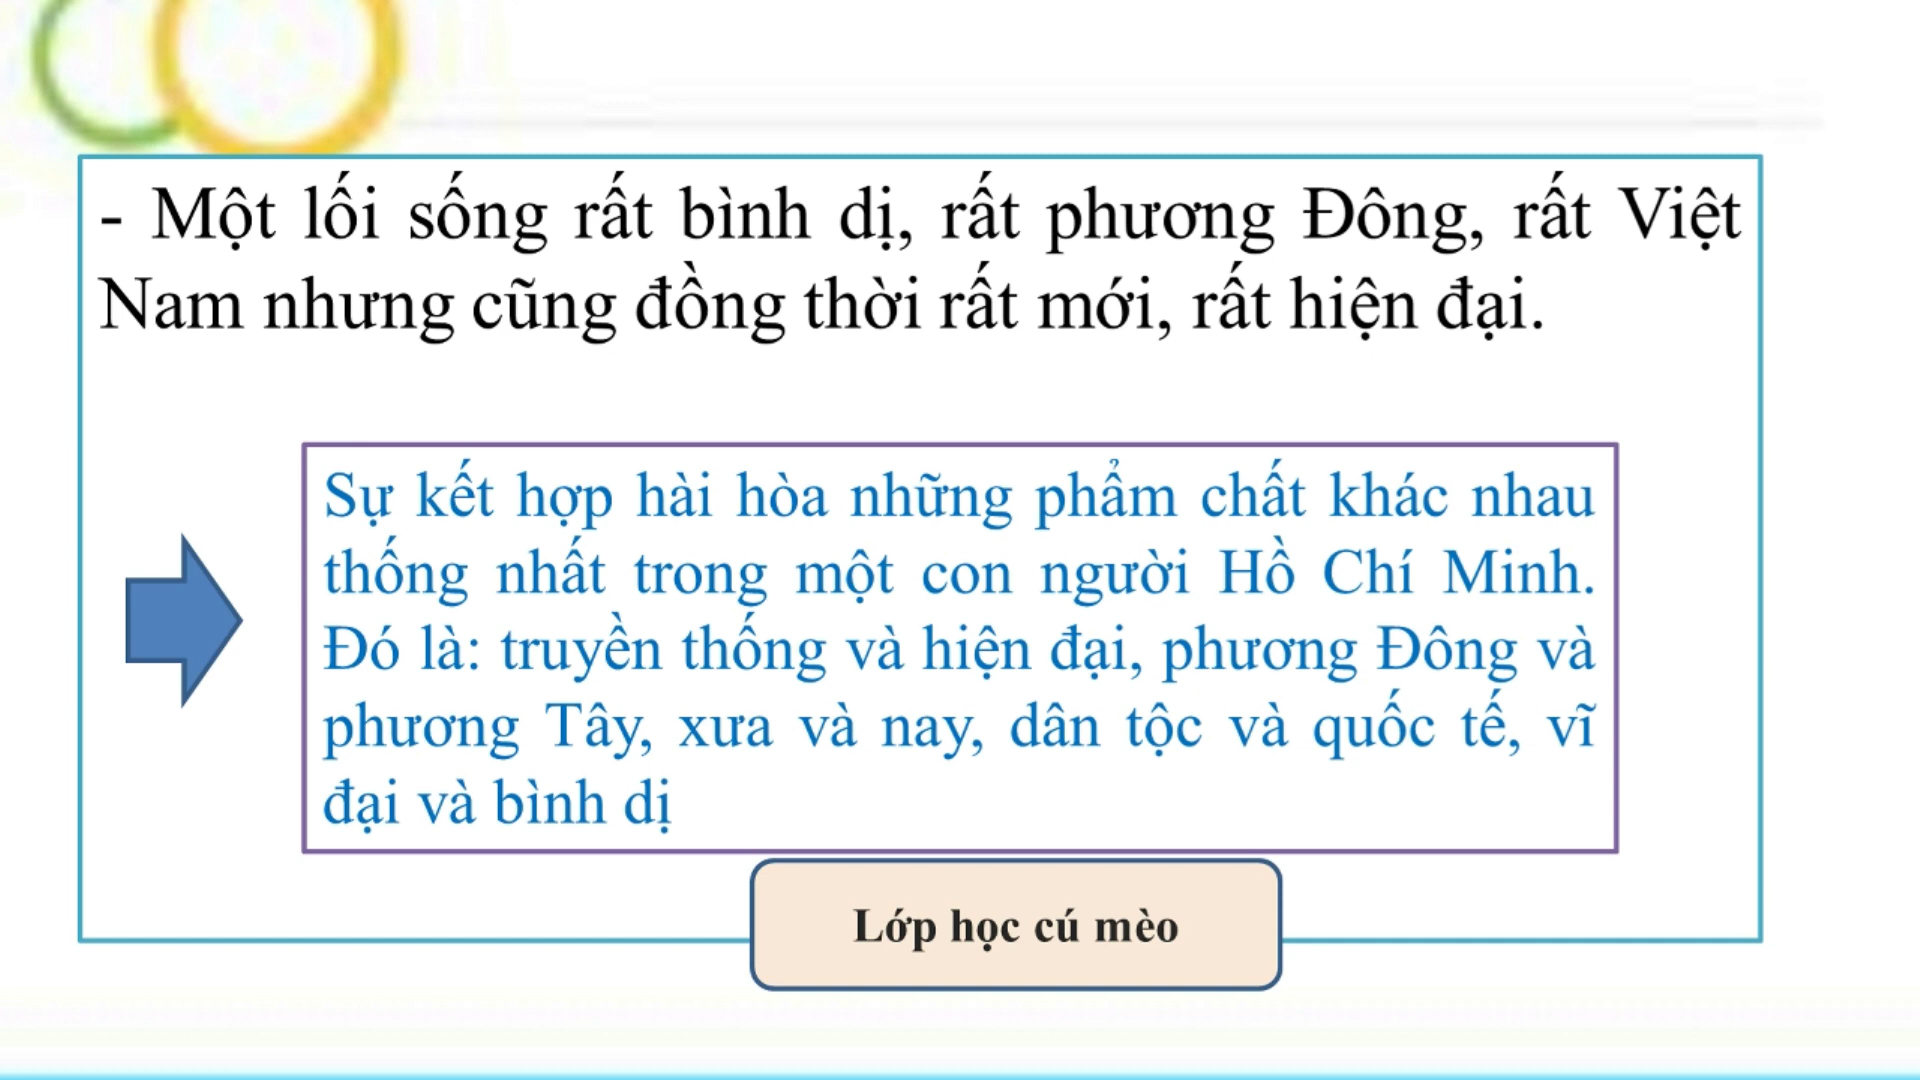 - Một lối sống rất bình dị, rất phương Đông, rất Việt
Nam nhưng cũng đồng thời rất mới, rất hiện đại.
Sự kết hợp hài hòa những phẩm chất khác nhau
thống nhất trong một con người Hồ Chí Minh.
Đó là: truyền thống và hiện đại, phương Đông và
phương Tây, xưa và nay, dân tộc và quốc tế, vĩ
đại và bình dị
Lớp học cú mèo